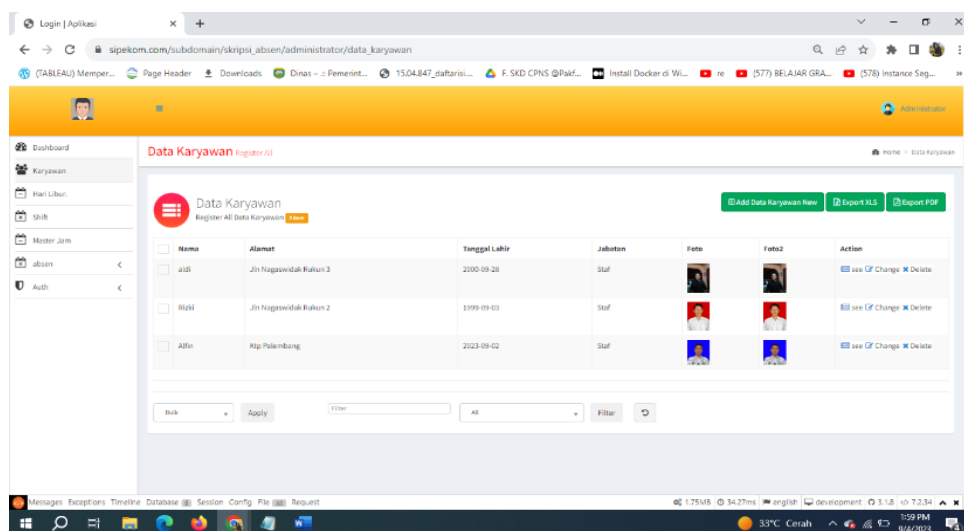 Login | Aplikasi
sipekom.com/subdomain/skripsi_absen/administrator/data_karyawan
(TABLEAU) Memper... Page Header Downloads Dinas – .: Pemerint... 15.04.847_daftarisi... F. SKD CPNS @Pakf... Install Docker di Wi... re (577) BELAJAR GRA... (578) Instance Seg...
Administrator
Dashboard
Karyawan
Hari Libur.
Shift
Master Jam
absen
Auth
Data Karyawan Register All
Home > Data Karyawan
Data Karyawan
Register All Data Karyawan
Add Data Karyawan New Export XLS Export PDF
Nama Alamat Tanggal Lahir Jabatan Foto Foto2 Action
aldi Jln Nagaswidak Rukun 3 2000-09-28 Staf see Change Delete
Rizki Jln Nagaswidak Rukun 2 1999-09-03 Staf see Change Delete
Alfin Rtp Palembang 2023-09-02 Staf see Change Delete
Bulk Apply Filter All Filter
Messages Exceptions Timeline Database Session Config File Request
1.75MB 34.27ms english development 3.1.8 7.2.34
33°C Cerah
1:59 PM
9/4/2023